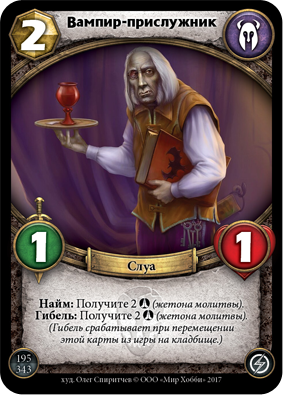 2
Вампир-прислужник
1
1
Слуа
Найм: Получите 2 (жетона молитвы).
Гибель: Получите 2 (жетона молитвы).
(Гибель срабатывает при перемещении
этой карты из игры на кладбище.)
195
343
худ. Олег Спиричев © ООО «Мир Хобби» 2017